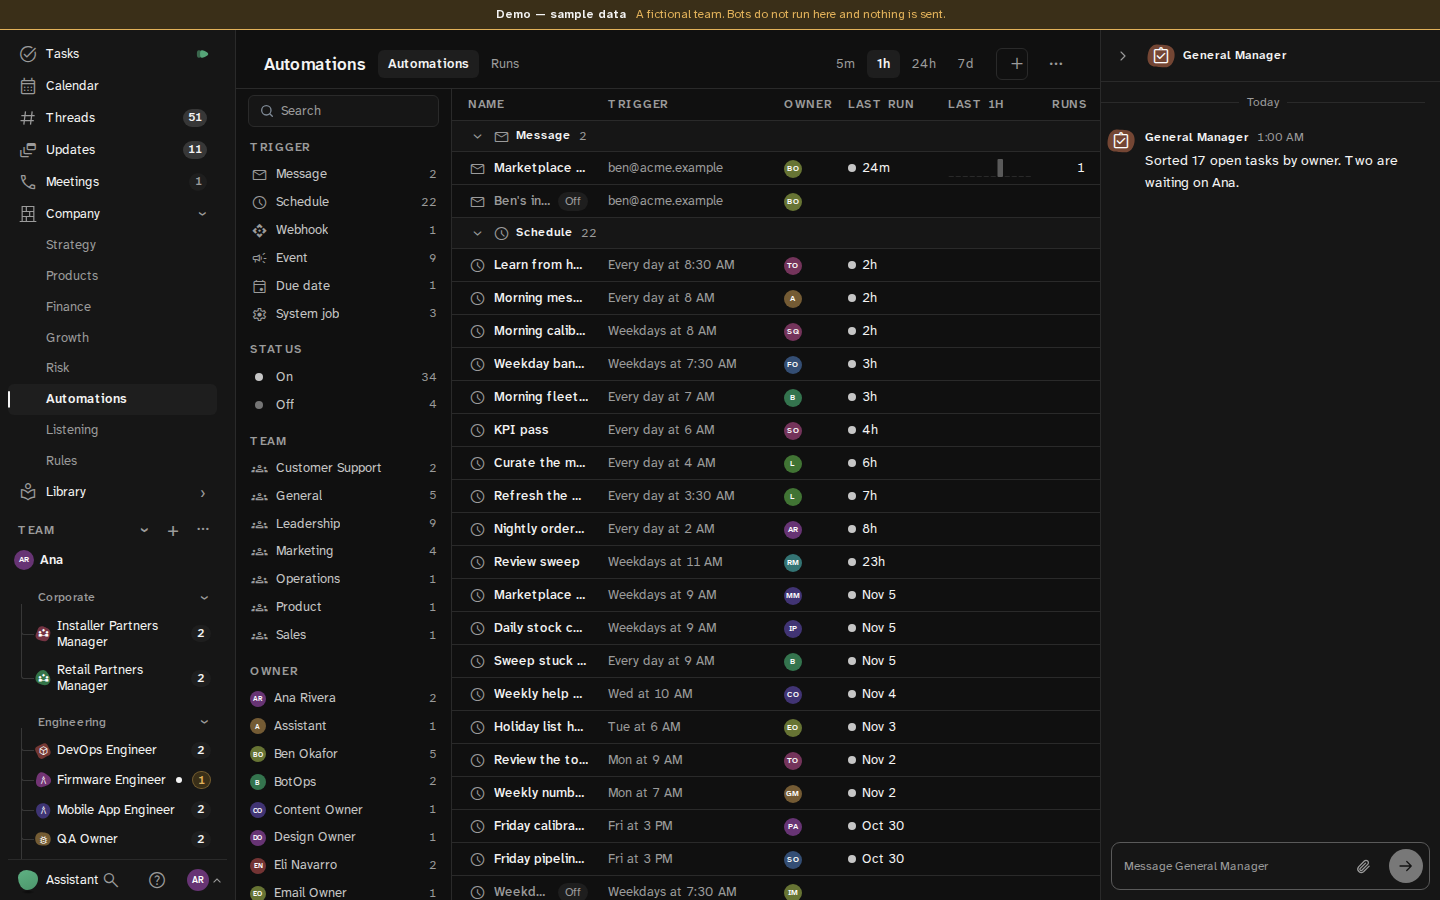 Demo — sample data A fictional team. Bots do not run here and nothing is sent.
Tasks
Calendar
Threads 51
Updates 11
Meetings 1
Company
Strategy
Products
Finance
Growth
Risk
Automations
Listening
Rules
Library
TEAM
AR Ana
Corporate
Installer Partners
Manager 2
Retail Partners
Manager 2
Engineering
DevOps Engineer 2
Firmware Engineer 1
Mobile App Engineer 2
QA Owner 2
Assistant AR
Automations Automations Runs 5m 1h 24h 7d
Search
TRIGGER
Message 2
Schedule 22
Webhook 1
Event 9
Due date 1
System job 3
STATUS
On 34
Off 4
TEAM
Customer Support 2
General 5
Leadership 9
Marketing 4
Operations 1
Product 1
Sales 1
OWNER
AR Ana Rivera 2
A Assistant 1
BO Ben Okafor 5
B BotOps 2
CO Content Owner 1
DO Design Owner 1
EN Eli Navarro 2
EO Email Owner 1
NAME TRIGGER OWNER LAST RUN LAST 1H RUNS
Message 2
Marketplace ... ben@acme.example BO 24m 1
Ben's in... Off ben@acme.example BO
Schedule 22
Learn from h... Every day at 8:30 AM TO 2h
Morning mes... Every day at 8 AM A 2h
Morning calib... Weekdays at 8 AM SG 2h
Weekday ban... Weekdays at 7:30 AM FO 3h
Morning fleet... Every day at 7 AM B 3h
KPI pass Every day at 6 AM SO 4h
Curate the m... Every day at 4 AM L 6h
Refresh the ... Every day at 3:30 AM L 7h
Nightly order... Every day at 2 AM AR 8h
Review sweep Weekdays at 11 AM RM 23h
Marketplace ... Weekdays at 9 AM MM Nov 5
Daily stock c... Weekdays at 9 AM IP Nov 5
Sweep stuck ... Every day at 9 AM B Nov 5
Weekly help ... Wed at 10 AM CO Nov 4
Holiday list h... Tue at 6 AM EO Nov 3
Review the to... Mon at 9 AM TO Nov 2
Weekly numb... Mon at 7 AM GM Nov 2
Friday calibra... Fri at 3 PM PA Oct 30
Friday pipelin... Fri at 3 PM SO Oct 30
Weekd... Off Weekdays at 7:30 AM IM
General Manager
Today
General Manager 1:00 AM
Sorted 17 open tasks by owner. Two are
waiting on Ana.
Message General Manager